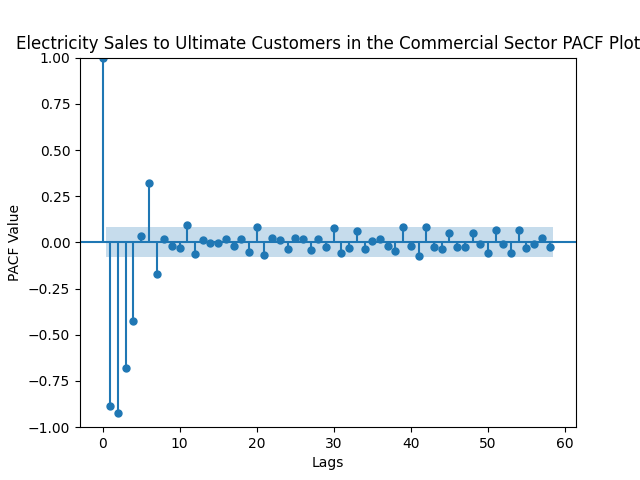 Electricity Sales to Ultimate Customers in the Commercial Sector PACF Plot
1.00
0.75
0.50
0.25
0.00
−0.25
−0.50
−0.75
−1.00
PACF Value
0 10 20 30 40 50 60
Lags